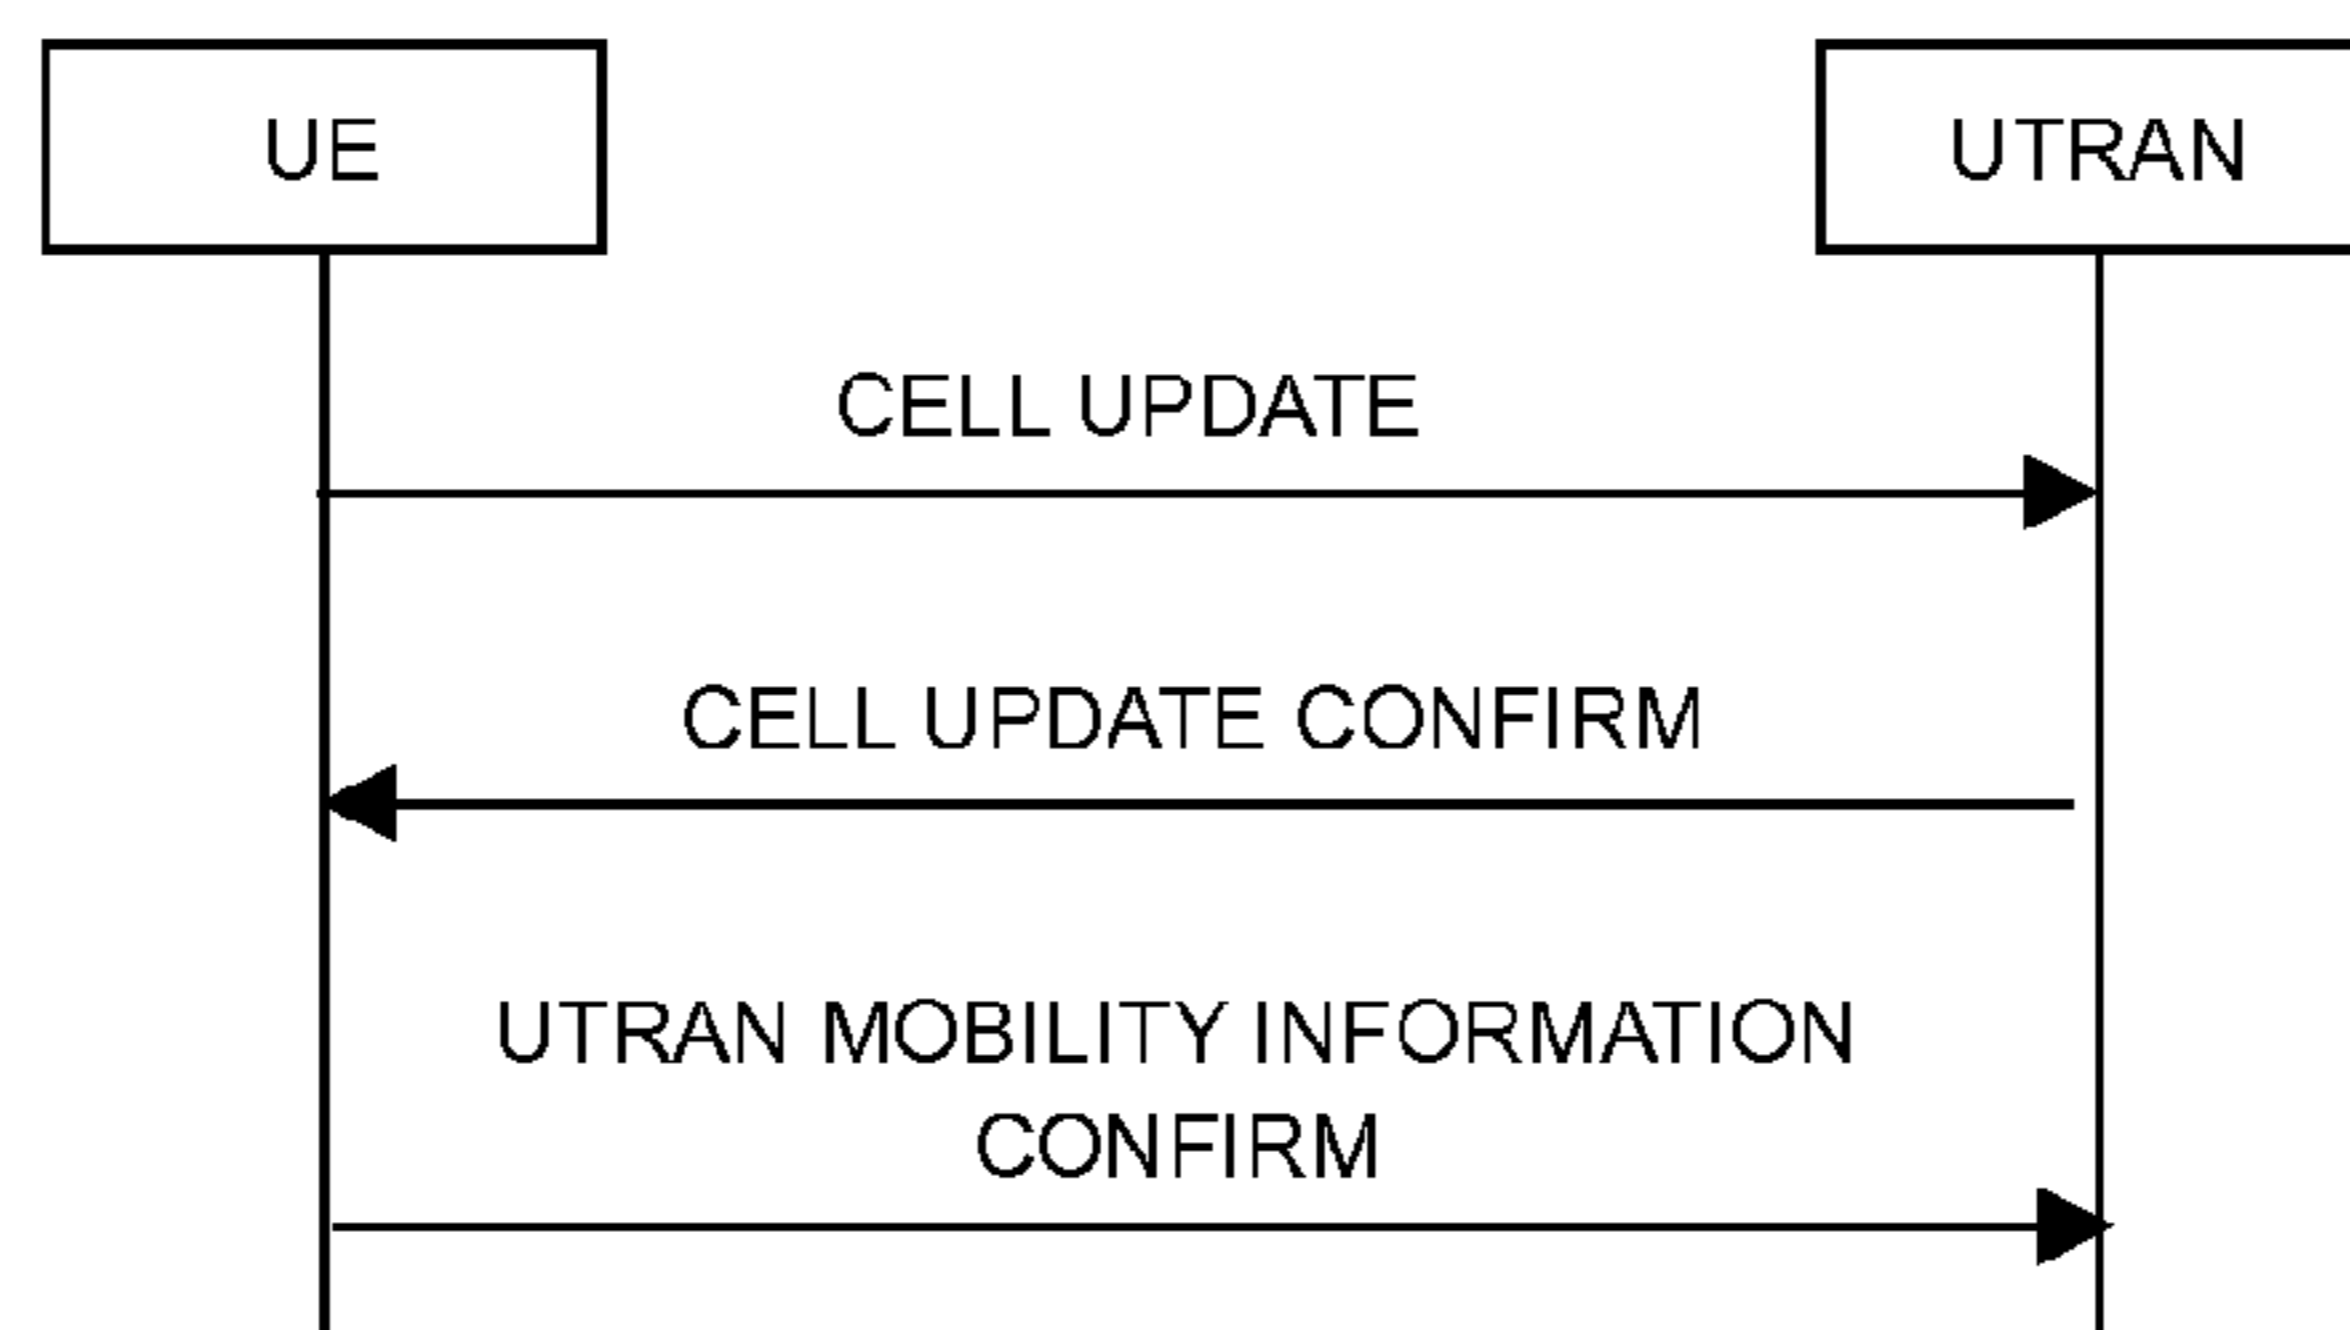 UE
UTRAN
CELL UPDATE
CELL UPDATE CONFIRM
UTRAN MOBILITY INFORMATION
CONFIRM